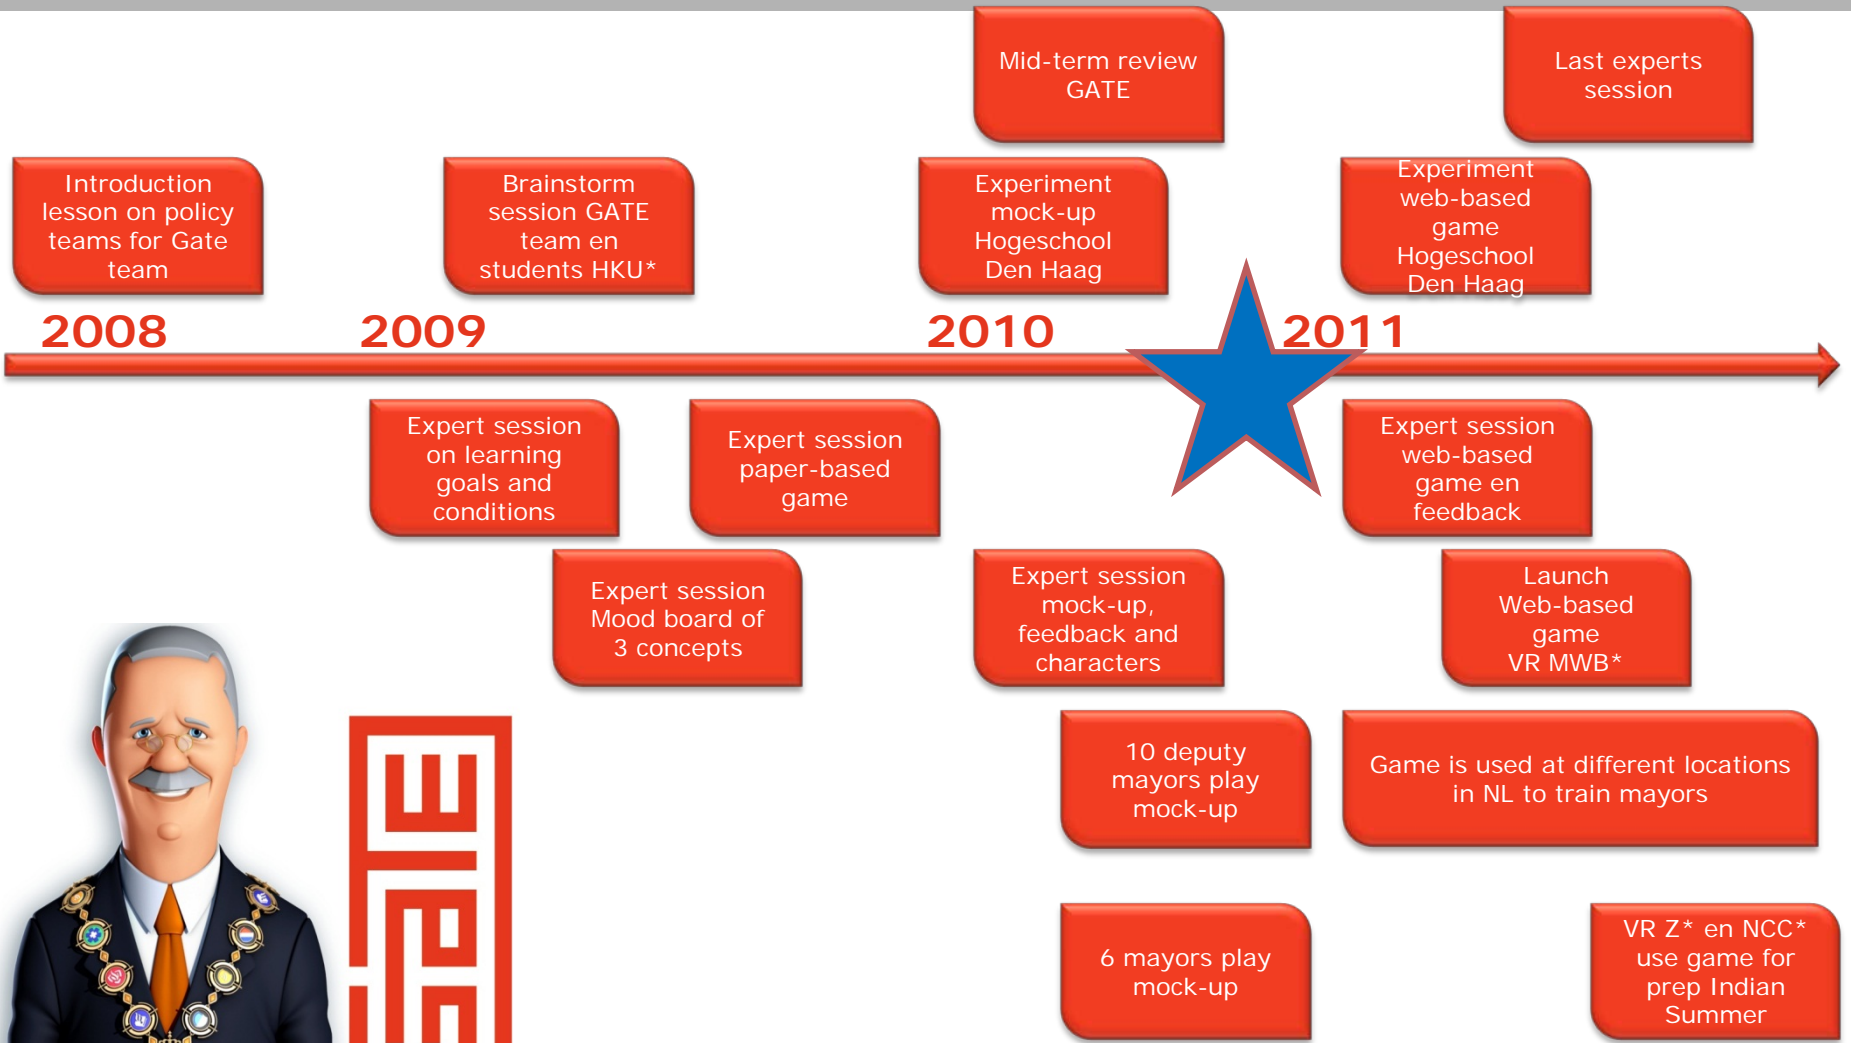 Mid-term review
GATE
Last experts
session
Introduction
lesson on policy
teams for Gate
team
Brainstorm
session GATE
team en
students HKU*
Experiment
mock-up
Hogeschool
Den Haag
Experiment
web-based
game
Hogeschool
Den Haag
2008
2009
2010
2011
Expert session
on learning
goals and
conditions
Expert session
paper-based
game
Expert session
web-based
game en
feedback
Expert session
Mood board of
3 concepts
Expert session
mock-up,
feedback and
characters
Launch
Web-based
game
VR MWB*
10 deputy
mayors play
mock-up
Game is used at different locations
in NL to train mayors
6 mayors play
mock-up
VR Z* en NCC*
use game for
prep Indian
Summer